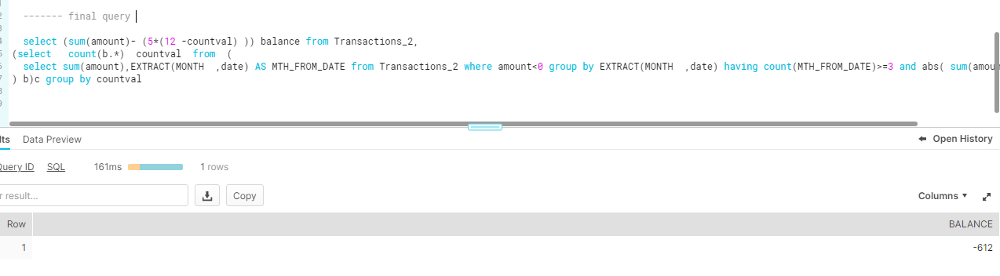 ------- final query
select (sum(amount)- (5*(12 -countval) )) balance from Transactions_2,
(select count(b.*) countval from (
select sum(amount),EXTRACT(MONTH ,date) AS MTH_FROM_DATE from Transactions_2 where amount<0 group by EXTRACT(MONTH ,date) having count(MTH_FROM_DATE)>=3 and abs( sum(amou
) b)c group by countval
Data Preview
Open History
Query ID SQL 161ms 1 rows
result... Copy Columns
Row BALANCE
1 -612